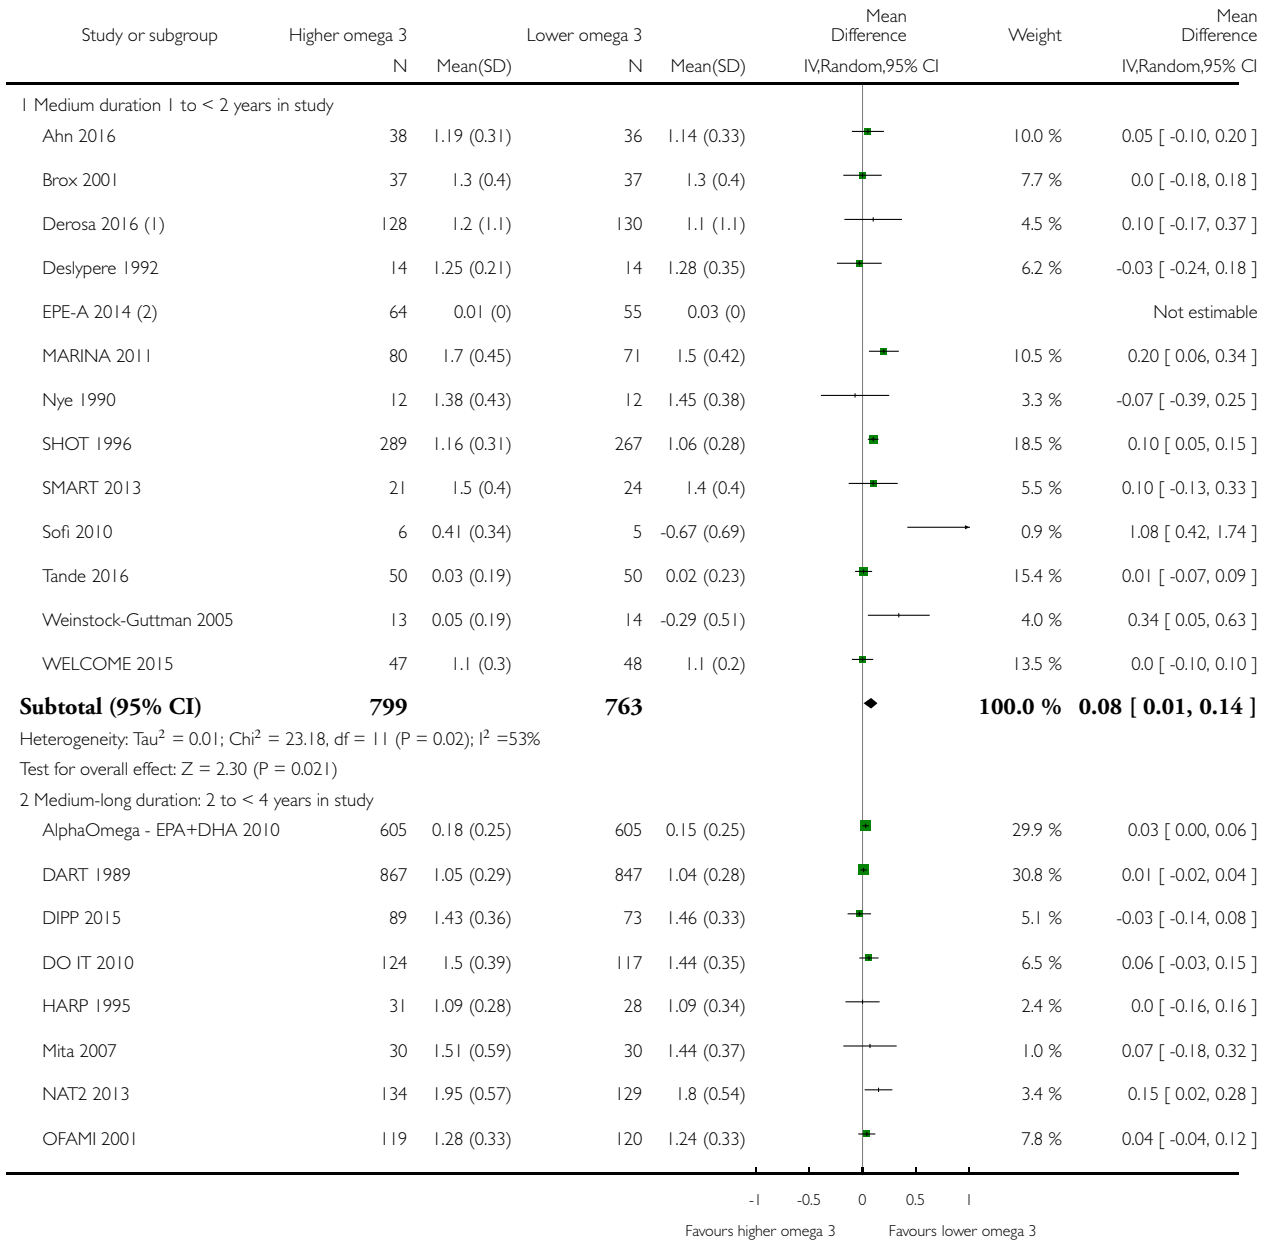 Study or subgroup Higher omega 3 Lower omega 3 Mean Difference Weight Mean Difference
N Mean(SD) N Mean(SD) IV,Random,95% CI IV,Random,95% CI
1 Medium duration 1 to < 2 years in study
Ahn 2016 38 1.19 (0.31) 36 1.14 (0.33) 10.0 % 0.05 [ -0.10, 0.20 ]
Brox 2001 37 1.3 (0.4) 37 1.3 (0.4) 7.7 % 0.0 [ -0.18, 0.18 ]
Derosa 2016 (1) 128 1.2 (1.1) 130 1.1 (1.1) 4.5 % 0.10 [ -0.17, 0.37 ]
Deslypere 1992 14 1.25 (0.21) 14 1.28 (0.35) 6.2 % -0.03 [ -0.24, 0.18 ]
EPE-A 2014 (2) 64 0.01 (0) 55 0.03 (0) Not estimable
MARINA 2011 80 1.7 (0.45) 71 1.5 (0.42) 10.5 % 0.20 [ 0.06, 0.34 ]
Nye 1990 12 1.38 (0.43) 12 1.45 (0.38) 3.3 % -0.07 [ -0.39, 0.25 ]
SHOT 1996 289 1.16 (0.31) 267 1.06 (0.28) 18.5 % 0.10 [ 0.05, 0.15 ]
SMART 2013 21 1.5 (0.4) 24 1.4 (0.4) 5.5 % 0.10 [ -0.13, 0.33 ]
Sofi 2010 6 0.41 (0.34) 5 -0.67 (0.69) 0.9 % 1.08 [ 0.42, 1.74 ]
Tande 2016 50 0.03 (0.19) 50 0.02 (0.23) 15.4 % 0.01 [ -0.07, 0.09 ]
Weinstock-Guttman 2005 13 0.05 (0.19) 14 -0.29 (0.51) 4.0 % 0.34 [ 0.05, 0.63 ]
WELCOME 2015 47 1.1 (0.3) 48 1.1 (0.2) 13.5 % 0.0 [ -0.10, 0.10 ]
Subtotal (95% CI) 799 763 100.0 % 0.08 [ 0.01, 0.14 ]
Heterogeneity: Tau² = 0.01; Chi² = 23.18, df = 11 (P = 0.02); I² =53%
Test for overall effect: Z = 2.30 (P = 0.021)
2 Medium-long duration: 2 to < 4 years in study
AlphaOmega - EPA+DHA 2010 605 0.18 (0.25) 605 0.15 (0.25) 29.9 % 0.03 [ 0.00, 0.06 ]
DART 1989 867 1.05 (0.29) 847 1.04 (0.28) 30.8 % 0.01 [ -0.02, 0.04 ]
DIPP 2015 89 1.43 (0.36) 73 1.46 (0.33) 5.1 % -0.03 [ -0.14, 0.08 ]
DO IT 2010 124 1.5 (0.39) 117 1.44 (0.35) 6.5 % 0.06 [ -0.03, 0.15 ]
HARP 1995 31 1.09 (0.28) 28 1.09 (0.34) 2.4 % 0.0 [ -0.16, 0.16 ]
Mita 2007 30 1.51 (0.59) 30 1.44 (0.37) 1.0 % 0.07 [ -0.18, 0.32 ]
NAT2 2013 134 1.95 (0.57) 129 1.8 (0.54) 3.4 % 0.15 [ 0.02, 0.28 ]
OFAMI 2001 119 1.28 (0.33) 120 1.24 (0.33) 7.8 % 0.04 [ -0.04, 0.12 ]
-1 -0.5 0 0.5 1
Favours higher omega 3 Favours lower omega 3